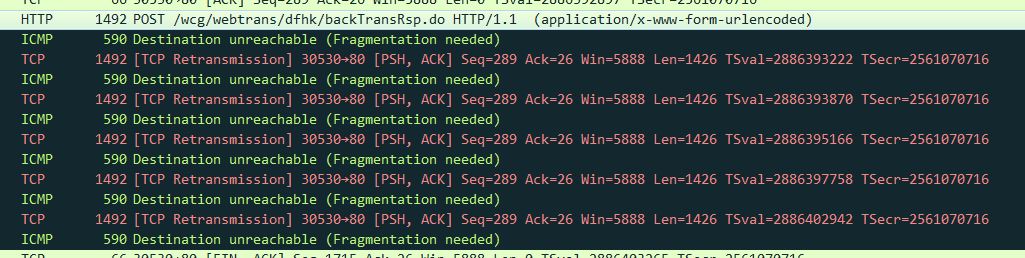 66 30530→80 [ACK] Seq=289 Ack=26 Win=5888 Len=0
HTTP 1492 POST /wcg/webtrans/dfhk/backTransRsp.do HTTP/1.1 (application/x-www-form-urlencoded)
ICMP 590 Destination unreachable (Fragmentation needed)
TCP 1492 [TCP Retransmission] 30530→80 [PSH, ACK] Seq=289 Ack=26 Win=5888 Len=1426 TSval=2886393222 TSecr=2561070716
ICMP 590 Destination unreachable (Fragmentation needed)
TCP 1492 [TCP Retransmission] 30530→80 [PSH, ACK] Seq=289 Ack=26 Win=5888 Len=1426 TSval=2886393870 TSecr=2561070716
ICMP 590 Destination unreachable (Fragmentation needed)
TCP 1492 [TCP Retransmission] 30530→80 [PSH, ACK] Seq=289 Ack=26 Win=5888 Len=1426 TSval=2886395166 TSecr=2561070716
ICMP 590 Destination unreachable (Fragmentation needed)
TCP 1492 [TCP Retransmission] 30530→80 [PSH, ACK] Seq=289 Ack=26 Win=5888 Len=1426 TSval=2886397758 TSecr=2561070716
ICMP 590 Destination unreachable (Fragmentation needed)
TCP 1492 [TCP Retransmission] 30530→80 [PSH, ACK] Seq=289 Ack=26 Win=5888 Len=1426 TSval=2886402942 TSecr=2561070716
ICMP 590 Destination unreachable (Fragmentation needed)
TCP 66 30530→80 [FIN, ACK] Seq=1715 Ack=26 Win=5888 Len=0 TSval=2886403265 TSecr=2561070716